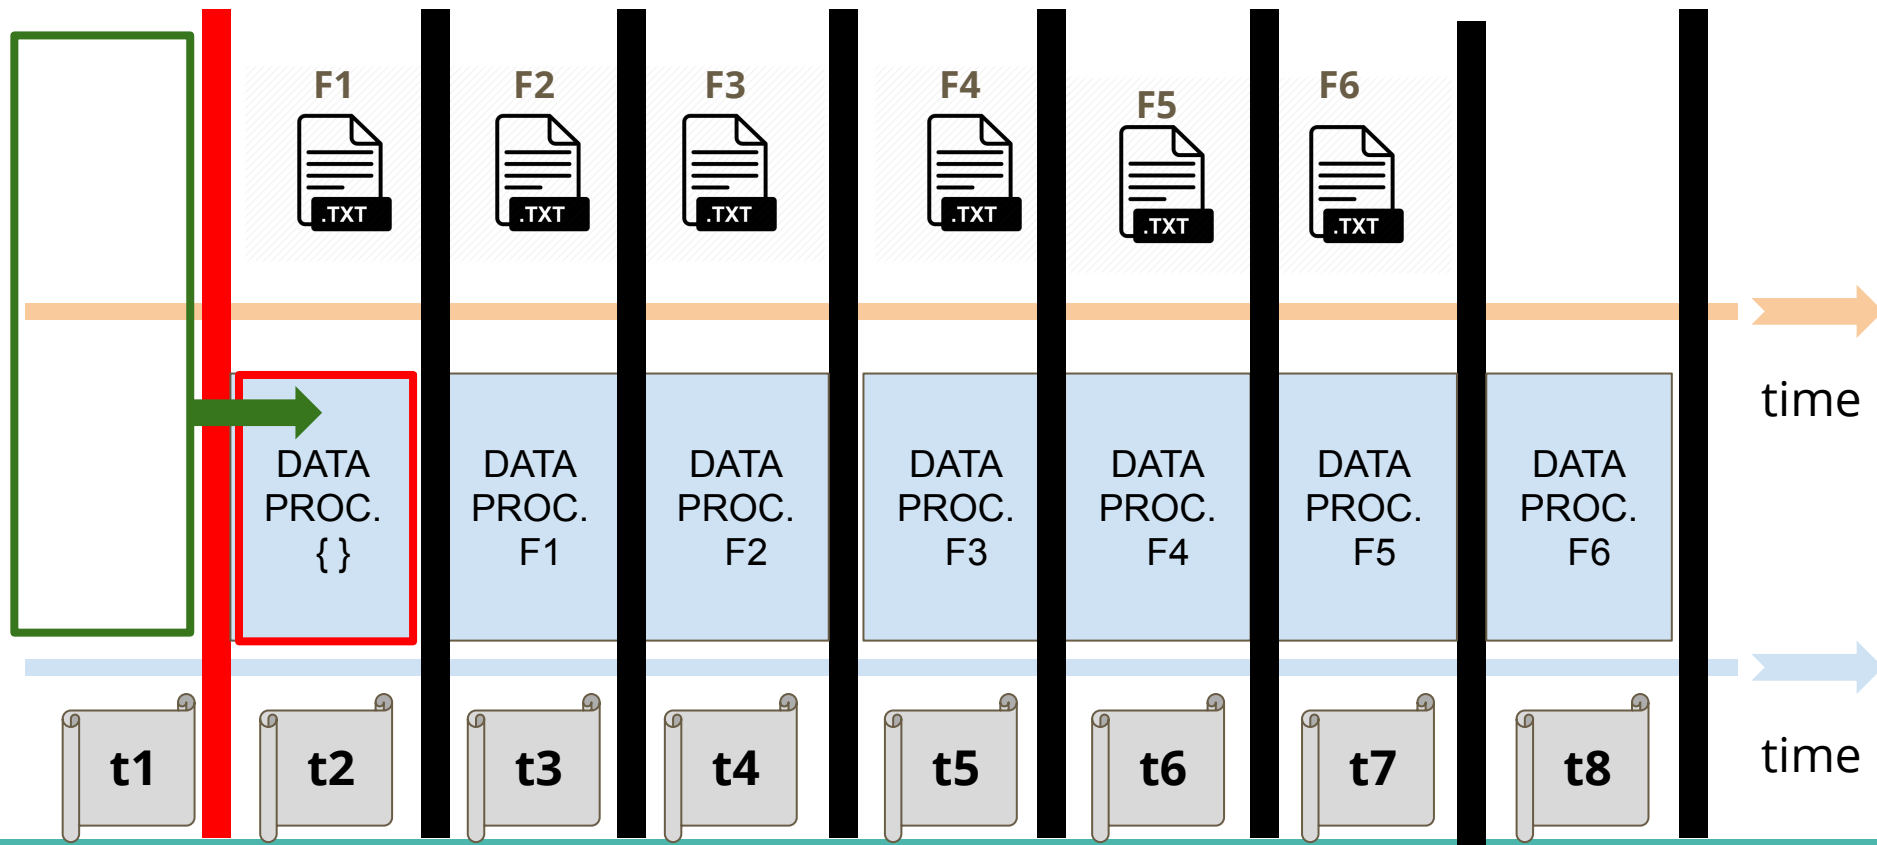 F1
F2
F3
F4
F5
F6
.TXT
.TXT
.TXT
.TXT
.TXT
.TXT
time
DATA
PROC.
{ }
DATA
PROC.
F1
DATA
PROC.
F2
DATA
PROC.
F3
DATA
PROC.
F4
DATA
PROC.
F5
DATA
PROC.
F6
t1
t2
t3
t4
t5
t6
t7
t8
time